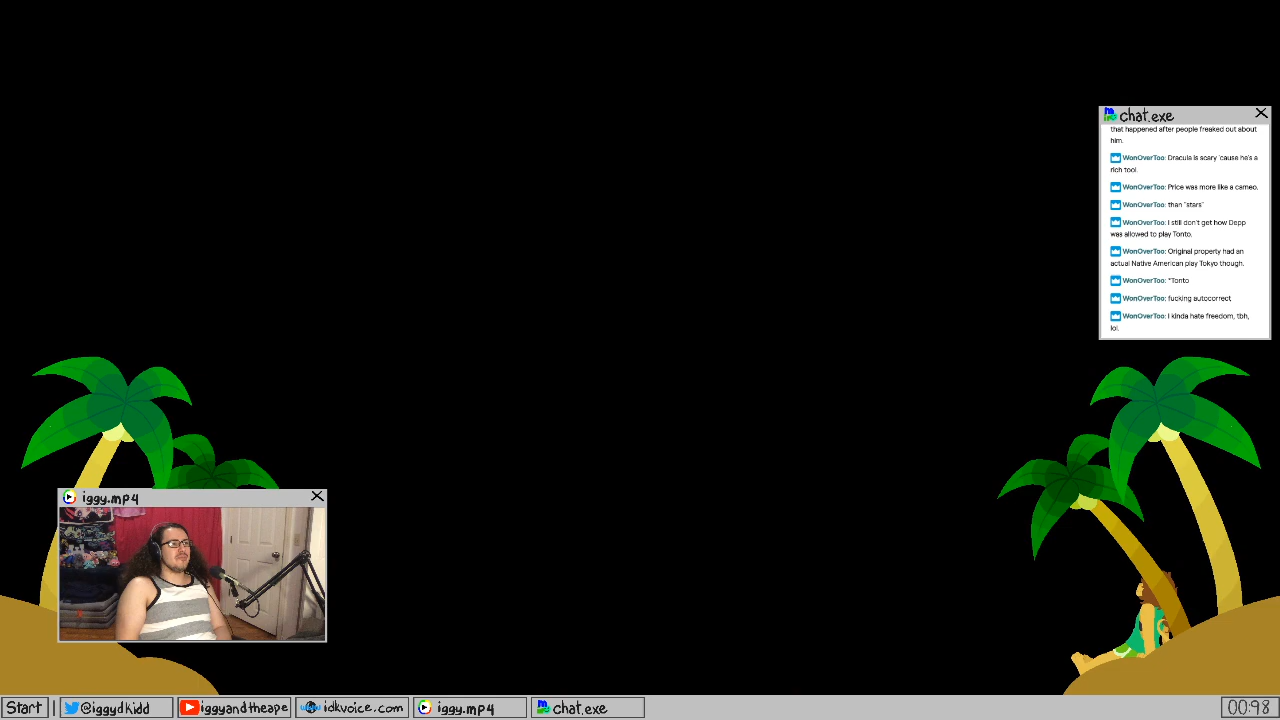 chat.exe
that happened after people freaked out about
him.
WonOverToo: Dracula is scary 'cause he's a
rich tool.
WonOverToo: Price was more like a cameo.
WonOverToo: than "stars"
WonOverToo: I still don't get how Depp
was allowed to play Tonto.
WonOverToo: Original property had an
actual Native American play Tokyo though.
WonOverToo: *Tonto
WonOverToo: fucking autocorrect
WonOverToo: I kinda hate freedom, tbh,
lol.
iggy.mp4
Start | @iggydkidd iggyandtheape www idkvoice.com iggy.mp4 chat.exe 00:98